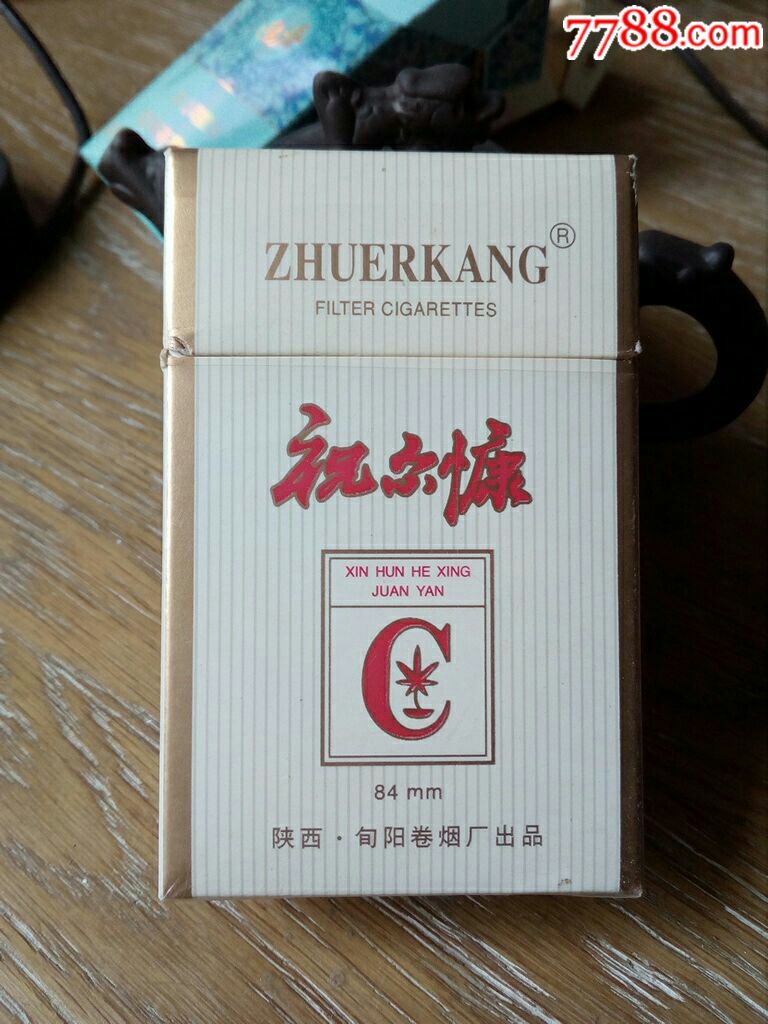 7788.com
ZHUERKANG®
FILTER CIGARETTES
祝尔慷
XIN HUN HE XING
JUAN YAN
C
84 mm
陕西·旬阳卷烟厂出品